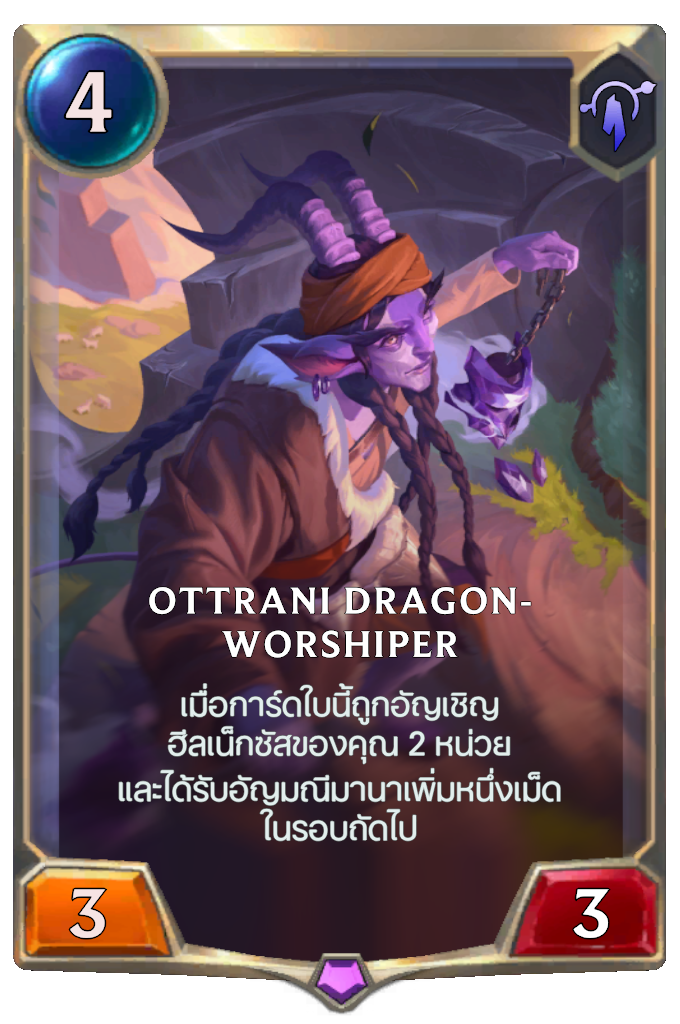 4
OTTRANI DRAGON-
WORSHIPER
เมื่อการ์ดใบนี้ถูกอัญเชิญ
ฮีลเน็กซัสของคุณ 2 หน่วย
และได้รับอัญมณีมานาเพิ่มหนึ่งเม็ด
ในรอบถัดไป
3
3